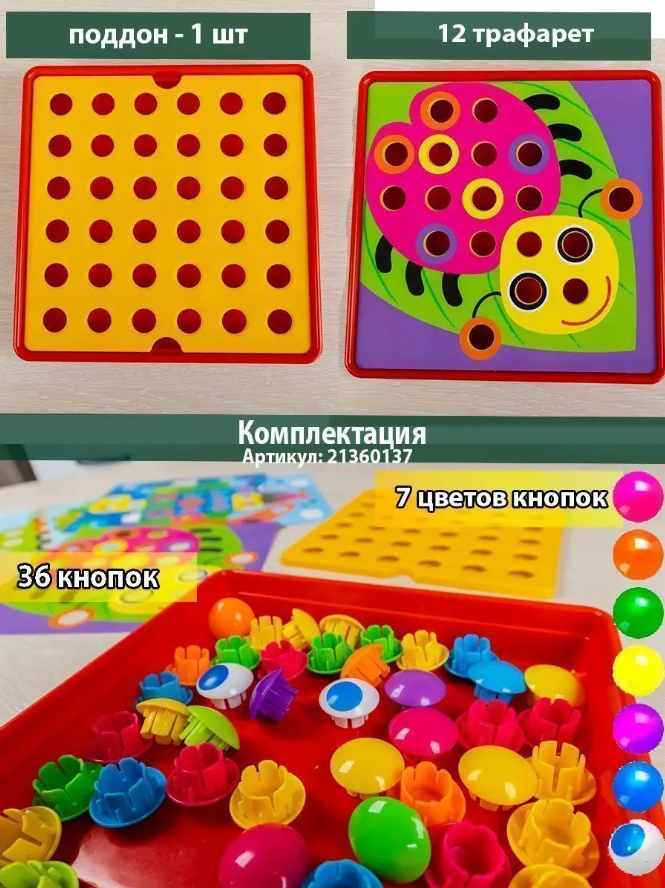 поддон - 1 шт
12 трафарет
Комплектация
Артикул: 21360137
7 цветов кнопок
36 кнопок